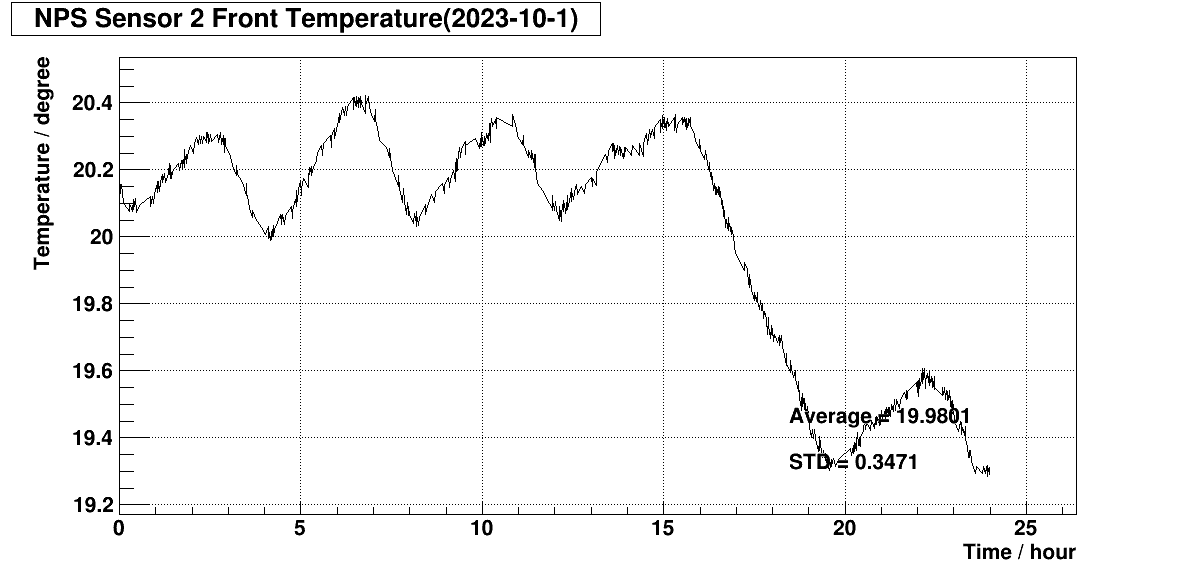 NPS Sensor 2 Front Temperature(2023-10-1)
Temperature / degree
20.4
20.2
20
19.8
19.6
19.4
19.2
Average = 19.9801
STD = 0.3471
0 5 10 15 20 25
Time / hour